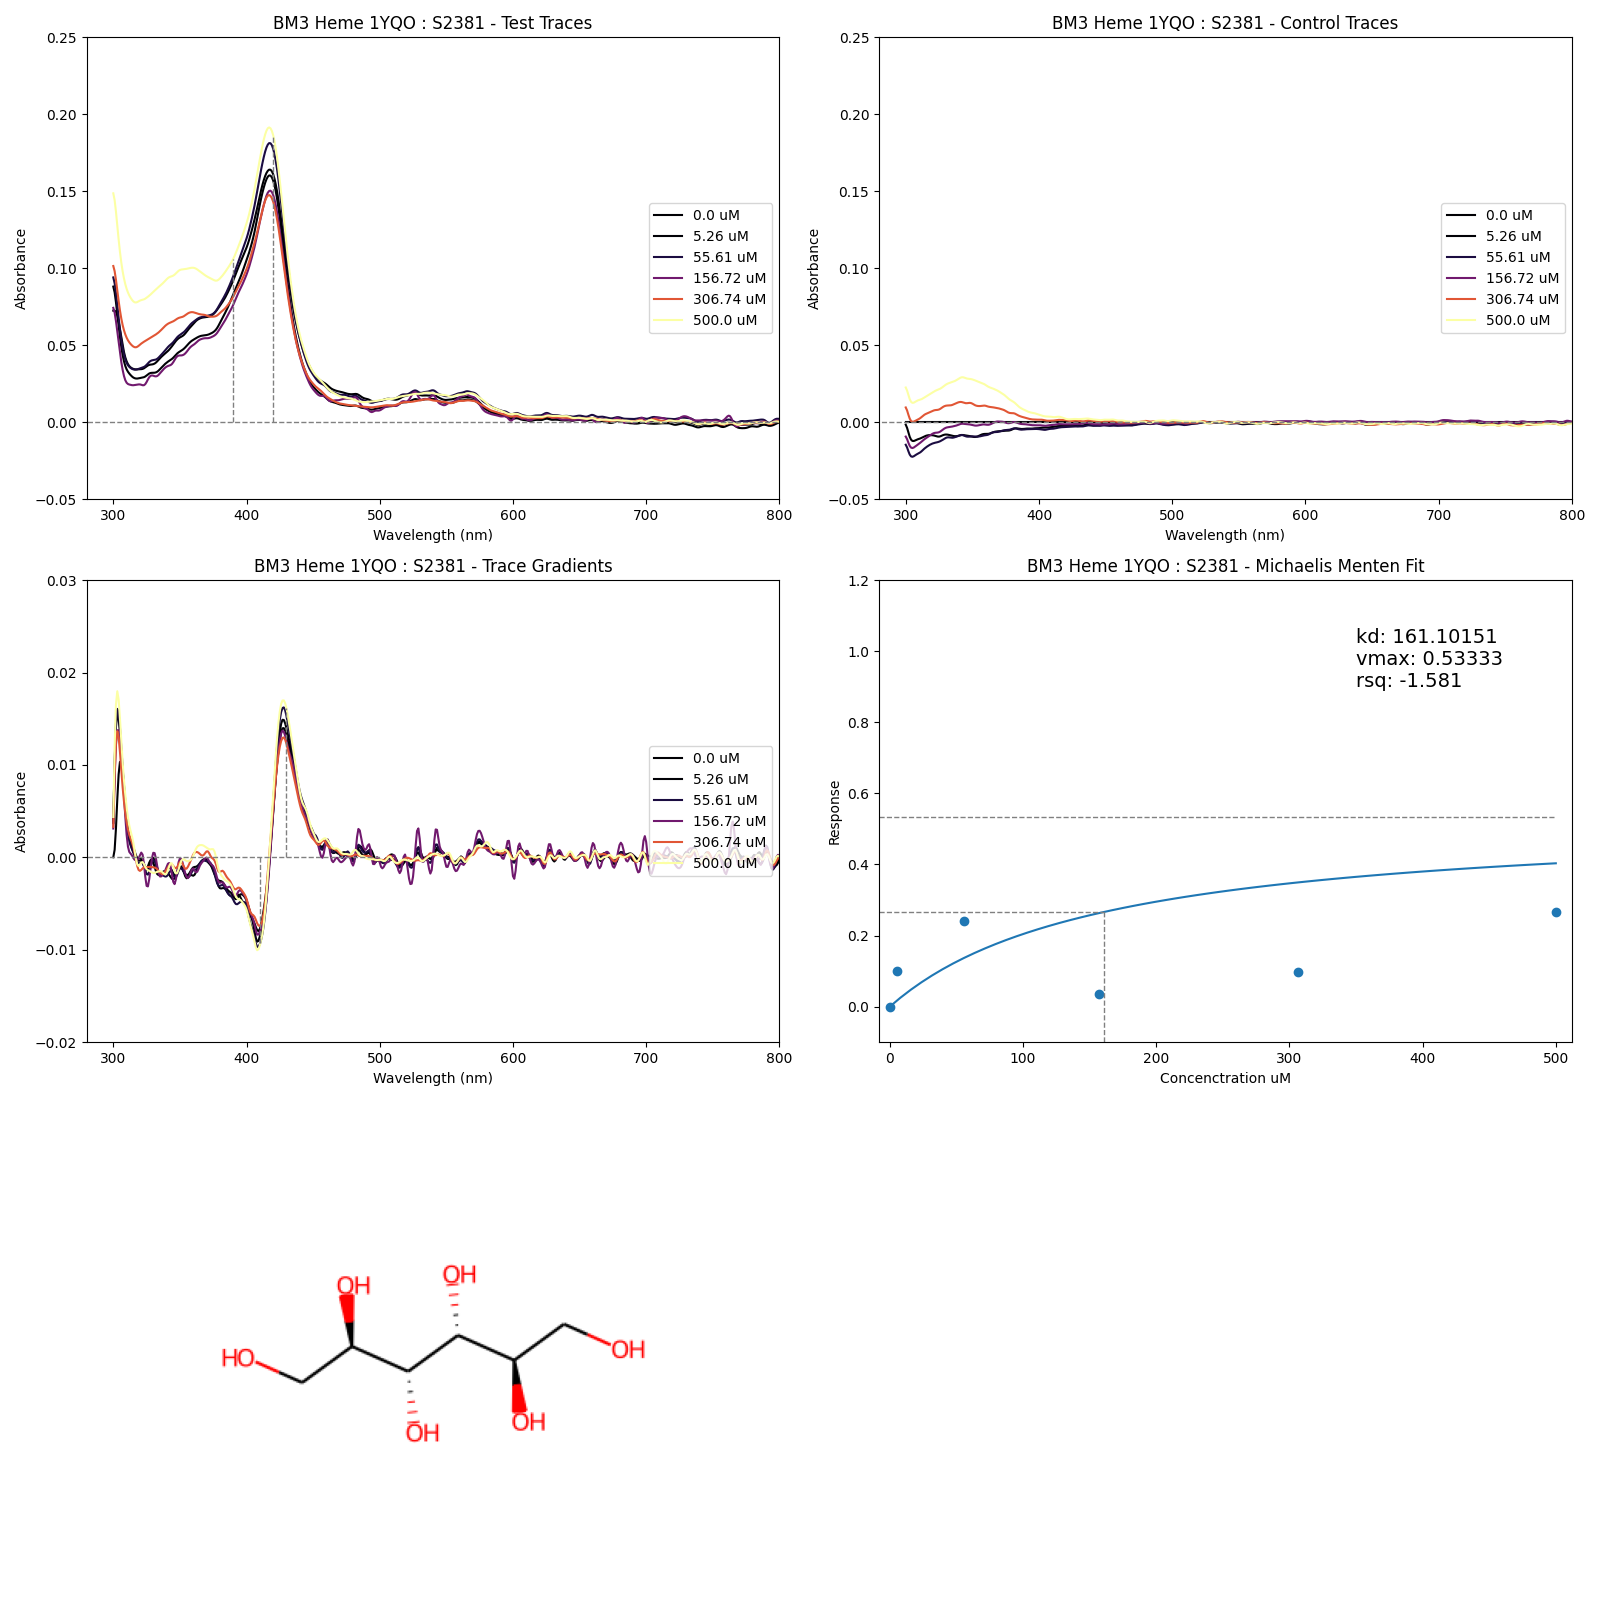 BM3 Heme 1YQO : S2381 - Test Traces
0.25
0.20
0.15
0.10
0.05
0.00
−0.05
Absorbance
300
400
500
600
700
800
Wavelength (nm)
0.0 uM
5.26 uM
55.61 uM
156.72 uM
306.74 uM
500.0 uM
BM3 Heme 1YQO : S2381 - Control Traces
0.25
0.20
0.15
0.10
0.05
0.00
−0.05
Absorbance
300
400
500
600
700
800
Wavelength (nm)
0.0 uM
5.26 uM
55.61 uM
156.72 uM
306.74 uM
500.0 uM
BM3 Heme 1YQO : S2381 - Trace Gradients
0.03
0.02
0.01
0.00
−0.01
−0.02
Absorbance
300
400
500
600
700
800
Wavelength (nm)
0.0 uM
5.26 uM
55.61 uM
156.72 uM
306.74 uM
500.0 uM
BM3 Heme 1YQO : S2381 - Michaelis Menten Fit
1.2
1.0
0.8
0.6
0.4
0.2
0.0
Response
kd: 161.10151
vmax: 0.53333
rsq: -1.581
0
100
200
300
400
500
Concenctration uM
OH
OH
HO
OH
OH
OH